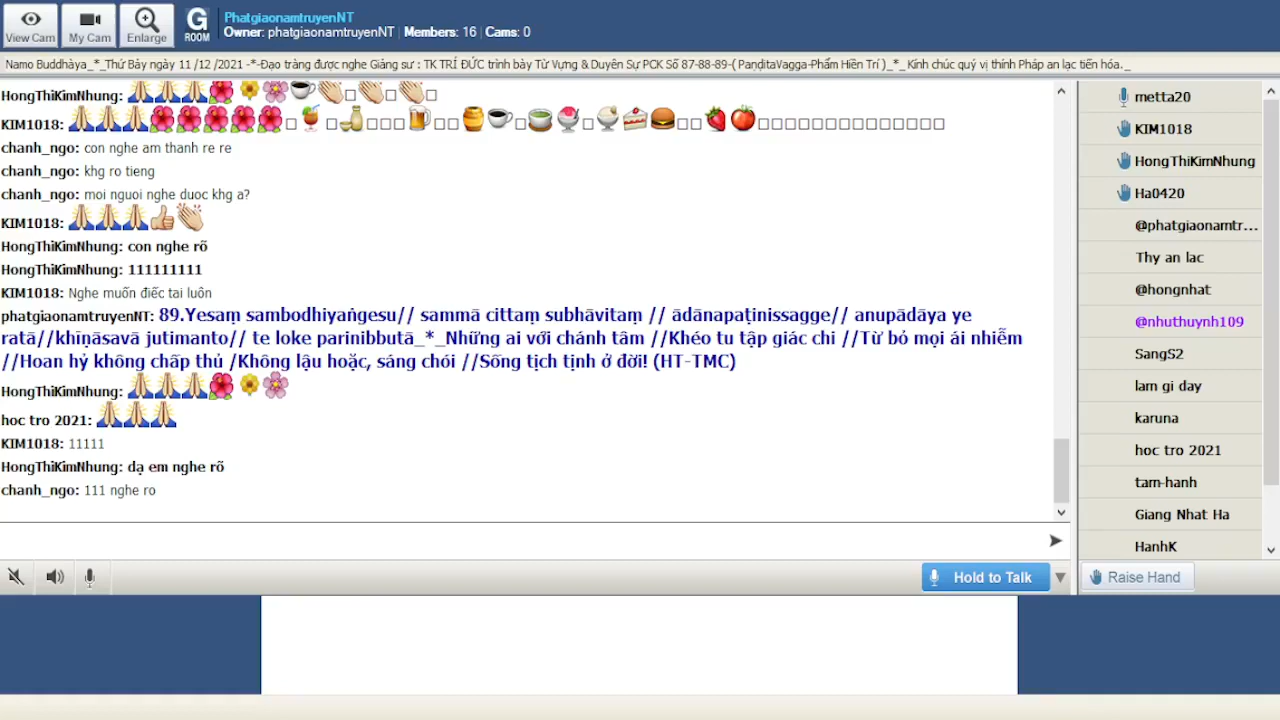 View Cam
My Cam
Enlarge
G
ROOM
PhatgiaonamtruyenNT
Owner: phatgiaonamtruyenNT | Members: 16 | Cams: 0
Namo Buddhàya_*_Thứ Bảy ngày 11 /12 /2021 -*-Đạo tràng được nghe Giảng sư : TK TRÍ ĐỨC trình bày Từ Vựng & Duyên Sự PCK Số 87-88-89-( PaṇḍitaVagga-Phẩm Hiền Trí )_*_ Kính chúc quý vị thính Pháp an lạc tiến hóa._
HongThiKimNhung:
KIM1018:
chanh_ngo: con nghe am thanh re re
chanh_ngo: khg ro tieng
chanh_ngo: moi nguoi nghe duoc khg a?
KIM1018:
HongThiKimNhung: con nghe rõ
HongThiKimNhung: 111111111
KIM1018: Nghe muốn điếc tai luôn
phatgiaonamtruyenNT: 89.Yesaṃ sambodhiyaṅgesu// sammā cittaṃ subhāvitaṃ // ādānapaṭinissagge// anupādāya ye
ratā//khīṇāsavā jutimanto// te loke parinibbutā_*_Những ai với chánh tâm //Khéo tu tập giác chi //Từ bỏ mọi ái nhiễm
//Hoan hỷ không chấp thủ /Không lậu hoặc, sáng chói //Sống tịch tịnh ở đời! (HT-TMC)
HongThiKimNhung:
hoc tro 2021:
KIM1018: 11111
HongThiKimNhung: dạ em nghe rõ
chanh_ngo: 111 nghe ro
Hold to Talk
metta20
KIM1018
HongThiKimNhung
Ha0420
@phatgiaonamtr...
Thy an lac
@hongnhat
@nhuthuynh109
SangS2
lam gi day
karuna
hoc tro 2021
tam-hanh
Giang Nhat Ha
HanhK
Raise Hand